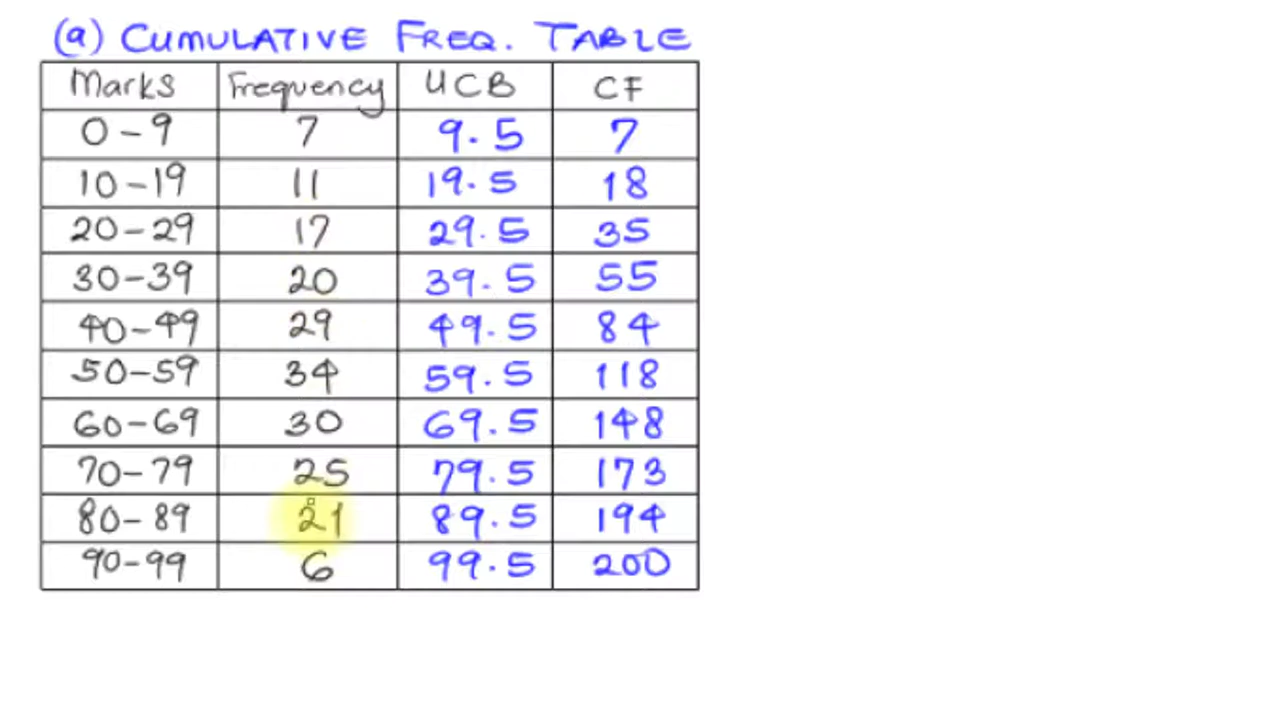 (a) CUMULATIVE FREQ. TABLE
Marks Frequency UCB CF
0-9 7 9.5 7
10-19 11 19.5 18
20-29 17 29.5 35
30-39 20 39.5 55
40-49 29 49.5 84
50-59 34 59.5 118
60-69 30 69.5 148
70-79 25 79.5 173
80-89 21 89.5 194
90-99 6 99.5 200